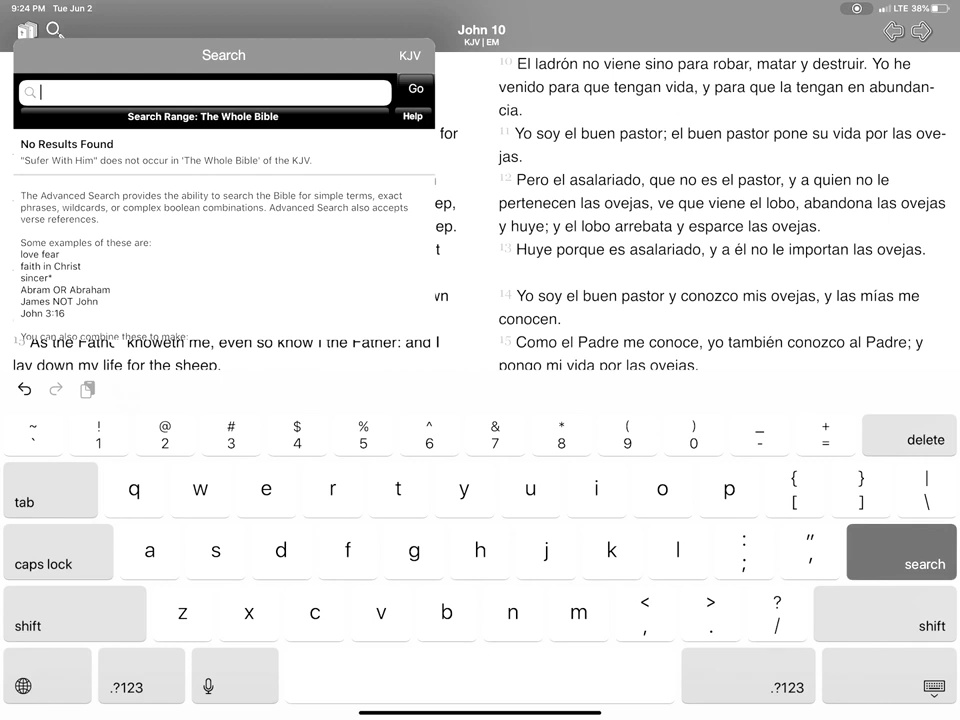 9:24 PM Tue Jun 2
LTE 38%
John 10
KJV | EM
Search
KJV
Go
Search Range: The Whole Bible
Help
No Results Found
"Sufer With Him" does not occur in 'The Whole Bible' of the KJV.
The Advanced Search provides the ability to search the Bible for simple terms, exact
phrases, wildcards, or complex boolean combinations. Advanced Search also accepts
verse references.
Some examples of these are:
love fear
faith in Christ
sincer*
Abram OR Abraham
James NOT John
John 3:16
You can also combine these to make:
for
ep,
ep.
t
wn
15 As the Fath knoweth me, even so know I the Father: and I
lay down my life for the sheep.
10 El ladrón no viene sino para robar, matar y destruir. Yo he
venido para que tengan vida, y para que la tengan en abundan-
cia.
11 Yo soy el buen pastor; el buen pastor pone su vida por las ove-
jas.
12 Pero el asalariado, que no es el pastor, y a quien no le
pertenecen las ovejas, ve que viene el lobo, abandona las ovejas
y huye; y el lobo arrebata y esparce las ovejas.
13 Huye porque es asalariado, y a él no le importan las ovejas.
14 Yo soy el buen pastor y conozco mis ovejas, y las mías me
conocen.
15 Como el Padre me conoce, yo también conozco al Padre; y
pongo mi vida por las ovejas.
~ ! @ # $ % ^ & * ( ) _ +
` 1 2 3 4 5 6 7 8 9 0 - = delete
tab q w e r t y u i o p { } |
[ ] \
caps lock a s d f g h j k l : "
; ' search
shift z x c v b n m < > ?
, . / shift
.?123 .?123